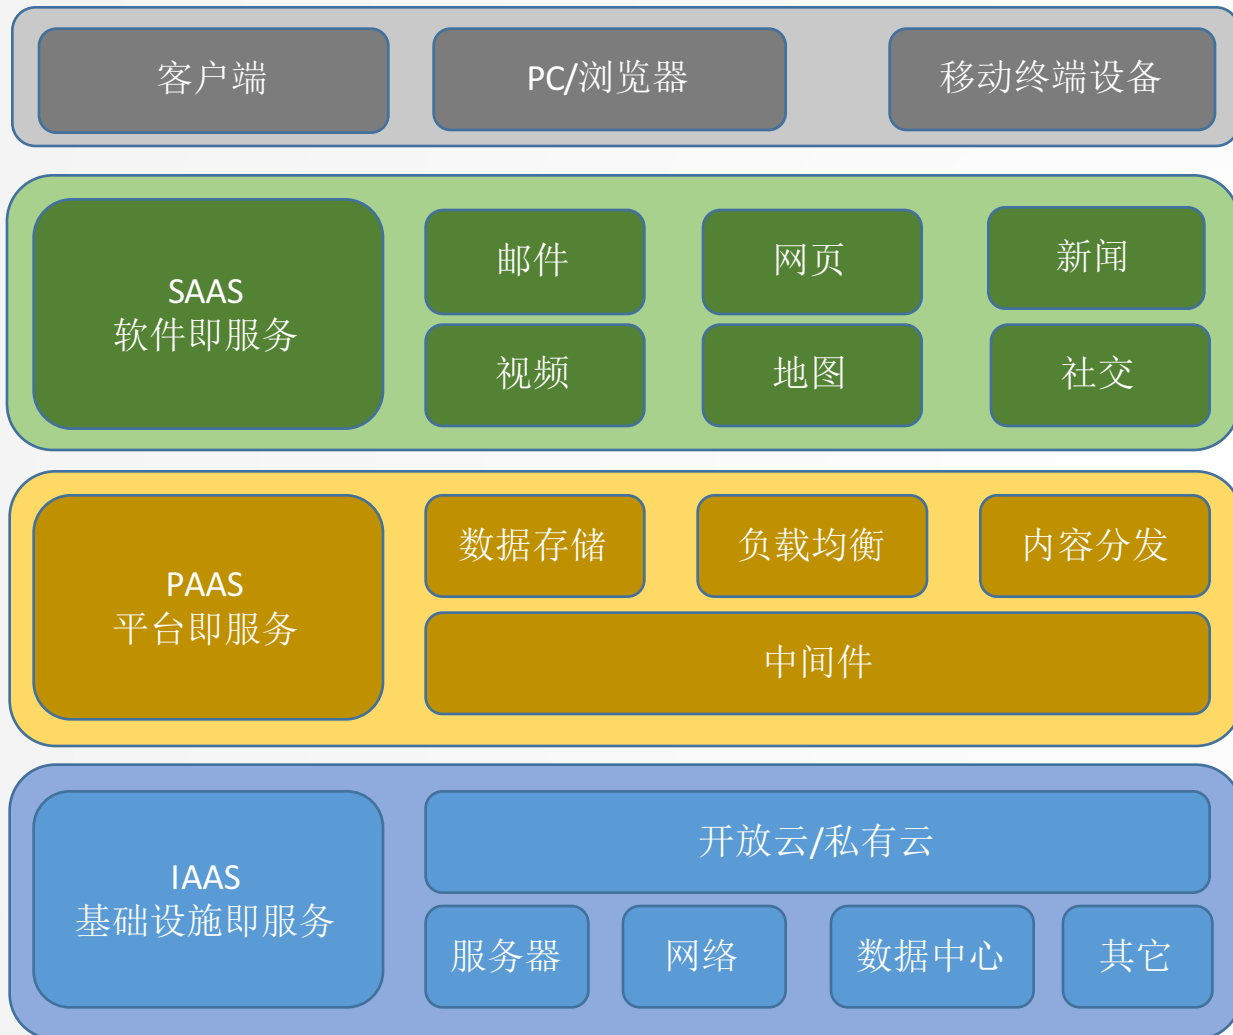 客户端
PC/浏览器
移动终端设备
SAAS
软件即服务
邮件
网页
新闻
视频
地图
社交
PAAS
平台即服务
数据存储
负载均衡
内容分发
中间件
IAAS
基础设施即服务
开放云/私有云
服务器
网络
数据中心
其它